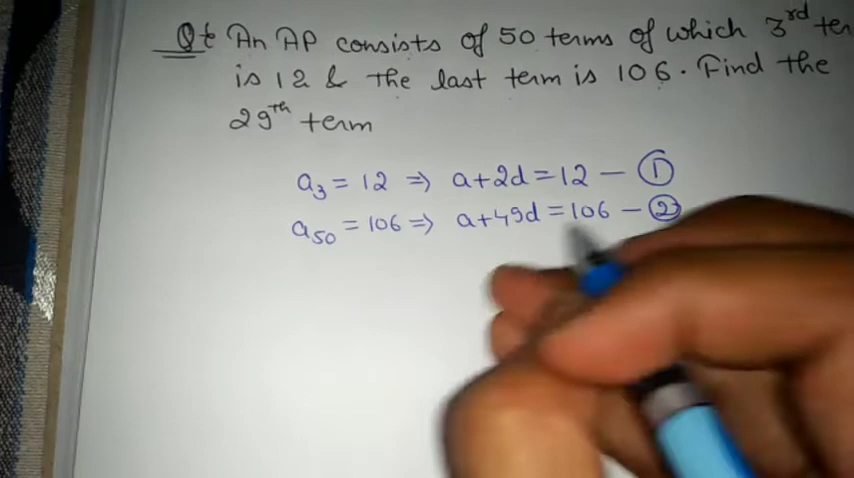 Q⁶ An AP consists of 50 terms of which 3rd
is 12 & the last term is 106. Find the
29th term
a₃ = 12 ⇒ a+2d=12 — ①
a₅₀ = 106 ⇒ a+49d=106 — ②